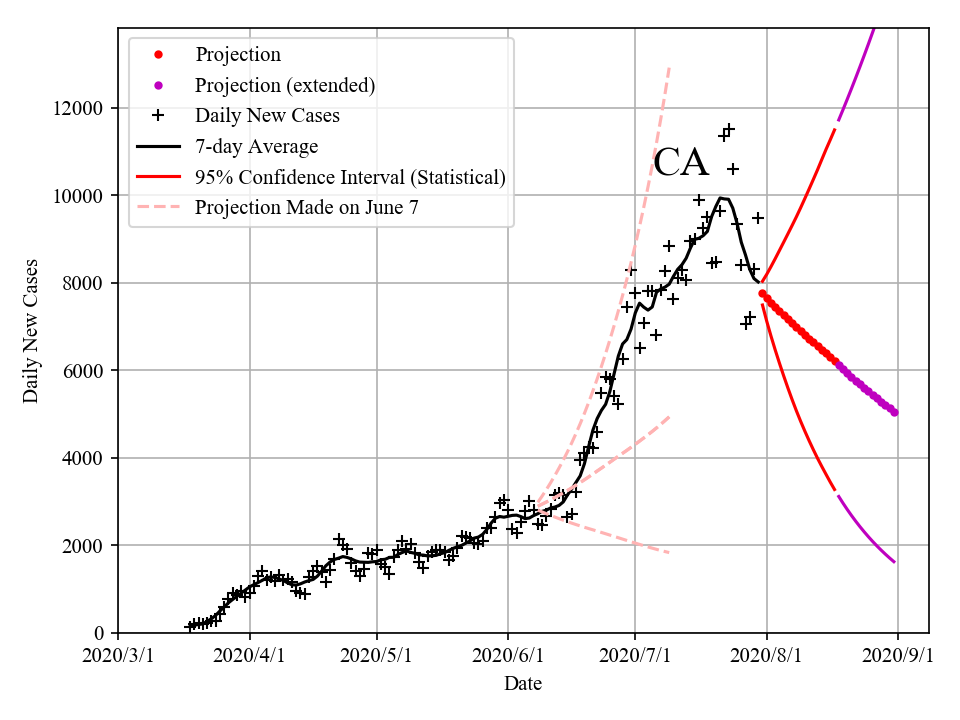 Projection
Projection (extended)
Daily New Cases
7-day Average
95% Confidence Interval (Statistical)
Projection Made on June 7
CA
Daily New Cases
12000
10000
8000
6000
4000
2000
0
2020/3/1 2020/4/1 2020/5/1 2020/6/1 2020/7/1 2020/8/1 2020/9/1
Date